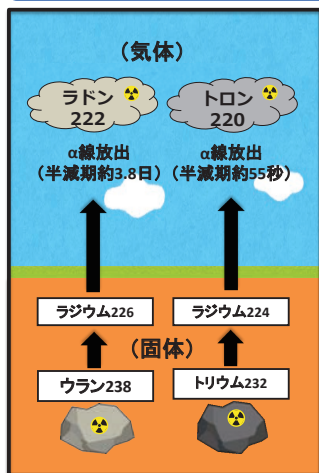 （気体）
ラドン
222
トロン
220
α線放出
（半減期約3.8日）
α線放出
（半減期約55秒）
ラジウム226
ラジウム224
（固体）
ウラン238
トリウム232